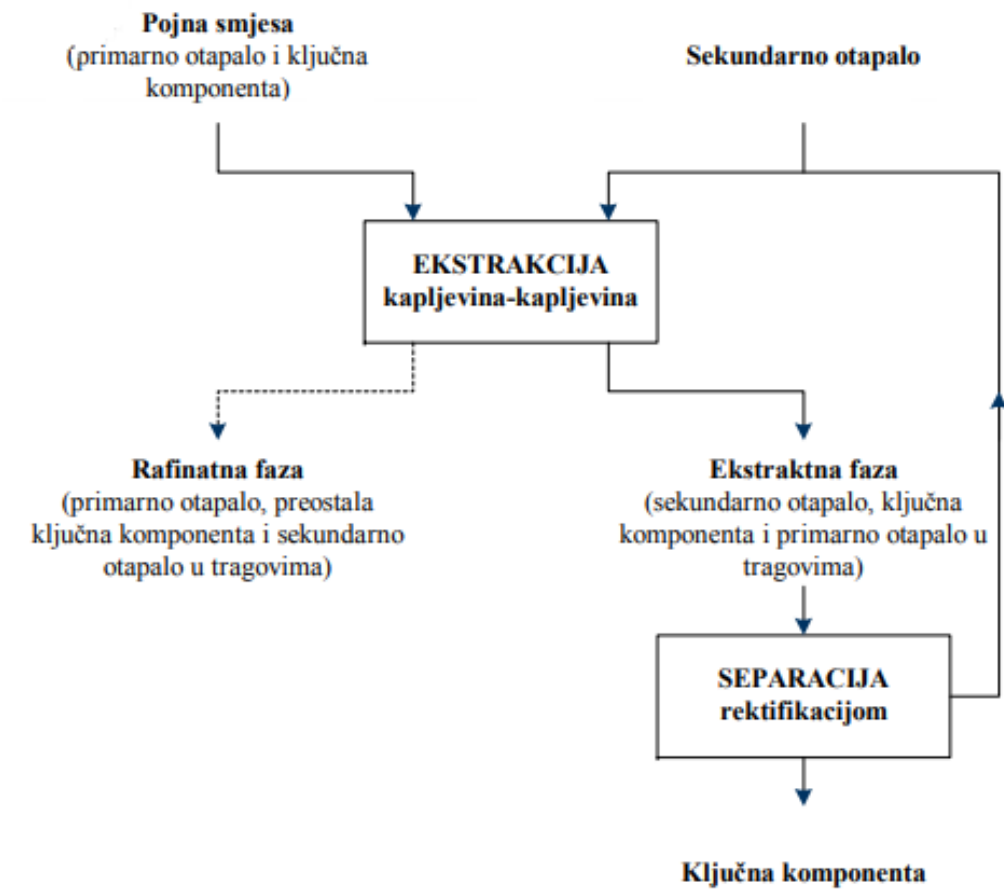 Pojna smjesa
(primarno otapalo i ključna
komponenta)
Sekundarno otapalo
EKSTRAKCIJA
kapljevina-kapljevina
Rafinatna faza
(primarno otapalo, preostala
ključna komponenta i sekundarno
otapalo u tragovima)
Ekstraktna faza
(sekundarno otapalo, ključna
komponenta i primarno otapalo u
tragovima)
SEPARACIJA
rektifikacijom
Ključna komponenta